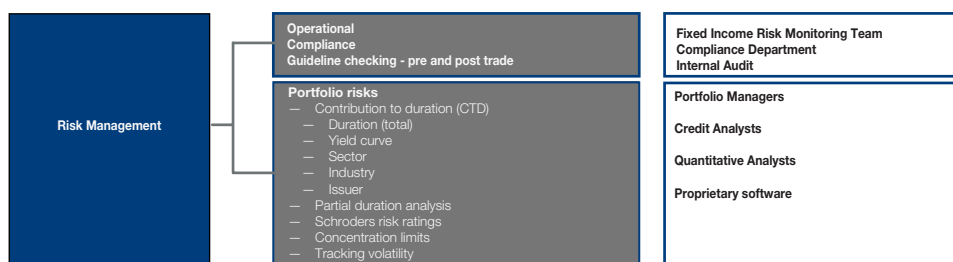 Risk Management
Operational
Compliance
Guideline checking - pre and post trade
Fixed Income Risk Monitoring Team
Compliance Department
Internal Audit
Portfolio risks
— Contribution to duration (CTD)
— Duration (total)
— Yield curve
— Sector
— Industry
— Issuer
— Partial duration analysis
— Schroders risk ratings
— Concentration limits
— Tracking volatility
Portfolio Managers
Credit Analysts
Quantitative Analysts
Proprietary software